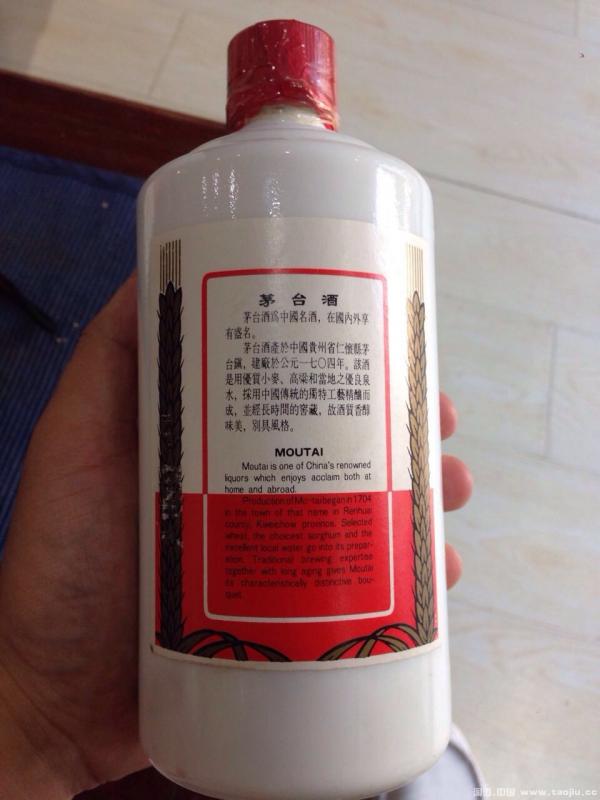 茅台酒
茅台酒為中國名酒，在國內外享
有盛名。
茅台酒產於中國貴州省仁懷縣茅
台鎮，建廠於公元一七〇四年。該酒
是用優質小麥、高粱和當地之優良泉
水，採用中國傳統的獨特工藝精釀而
成，並經長時間的窖藏，故酒質香醇
味美，別具風格。
MOUTAI
Moutai is one of China's renowned
liquors which enjoys acclaim both at
home and abroad.
Production of Mo-tai began in 1704
in the town of that name in Renhuai
county, Kweichow province. Selected
wheat, the choicest sorghum and the
excellent local water go into its prepar-
ation. Traditional brewing expertise
together with long aging gives Moutai
its characteristically distinctive bou-
quet.
www.taojiu.cc